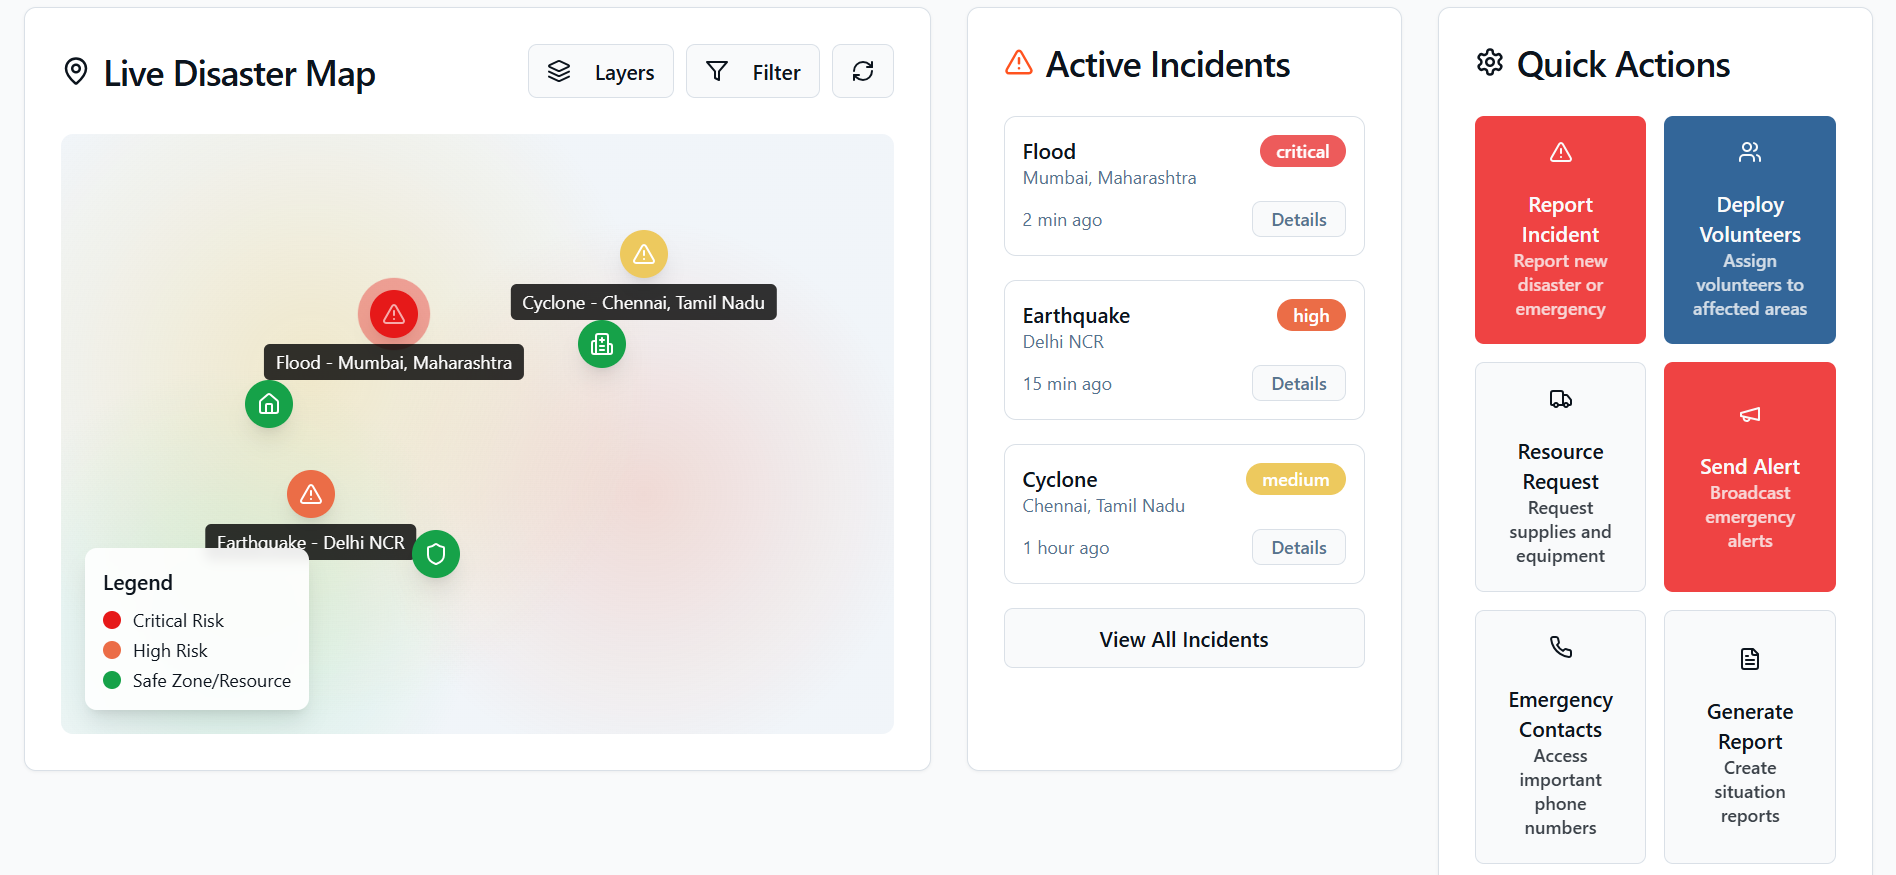 Live Disaster Map
Layers
Filter
Cyclone - Chennai, Tamil Nadu
Flood - Mumbai, Maharashtra
Earthquake - Delhi NCR
Legend
Critical Risk
High Risk
Safe Zone/Resource
Active Incidents
Flood
critical
Mumbai, Maharashtra
2 min ago
Details
Earthquake
high
Delhi NCR
15 min ago
Details
Cyclone
medium
Chennai, Tamil Nadu
1 hour ago
Details
View All Incidents
Quick Actions
Report
Incident
Report new
disaster or
emergency
Deploy
Volunteers
Assign
volunteers to
affected areas
Resource
Request
Request
supplies and
equipment
Send Alert
Broadcast
emergency
alerts
Emergency
Contacts
Access
important
phone
numbers
Generate
Report
Create
situation
reports